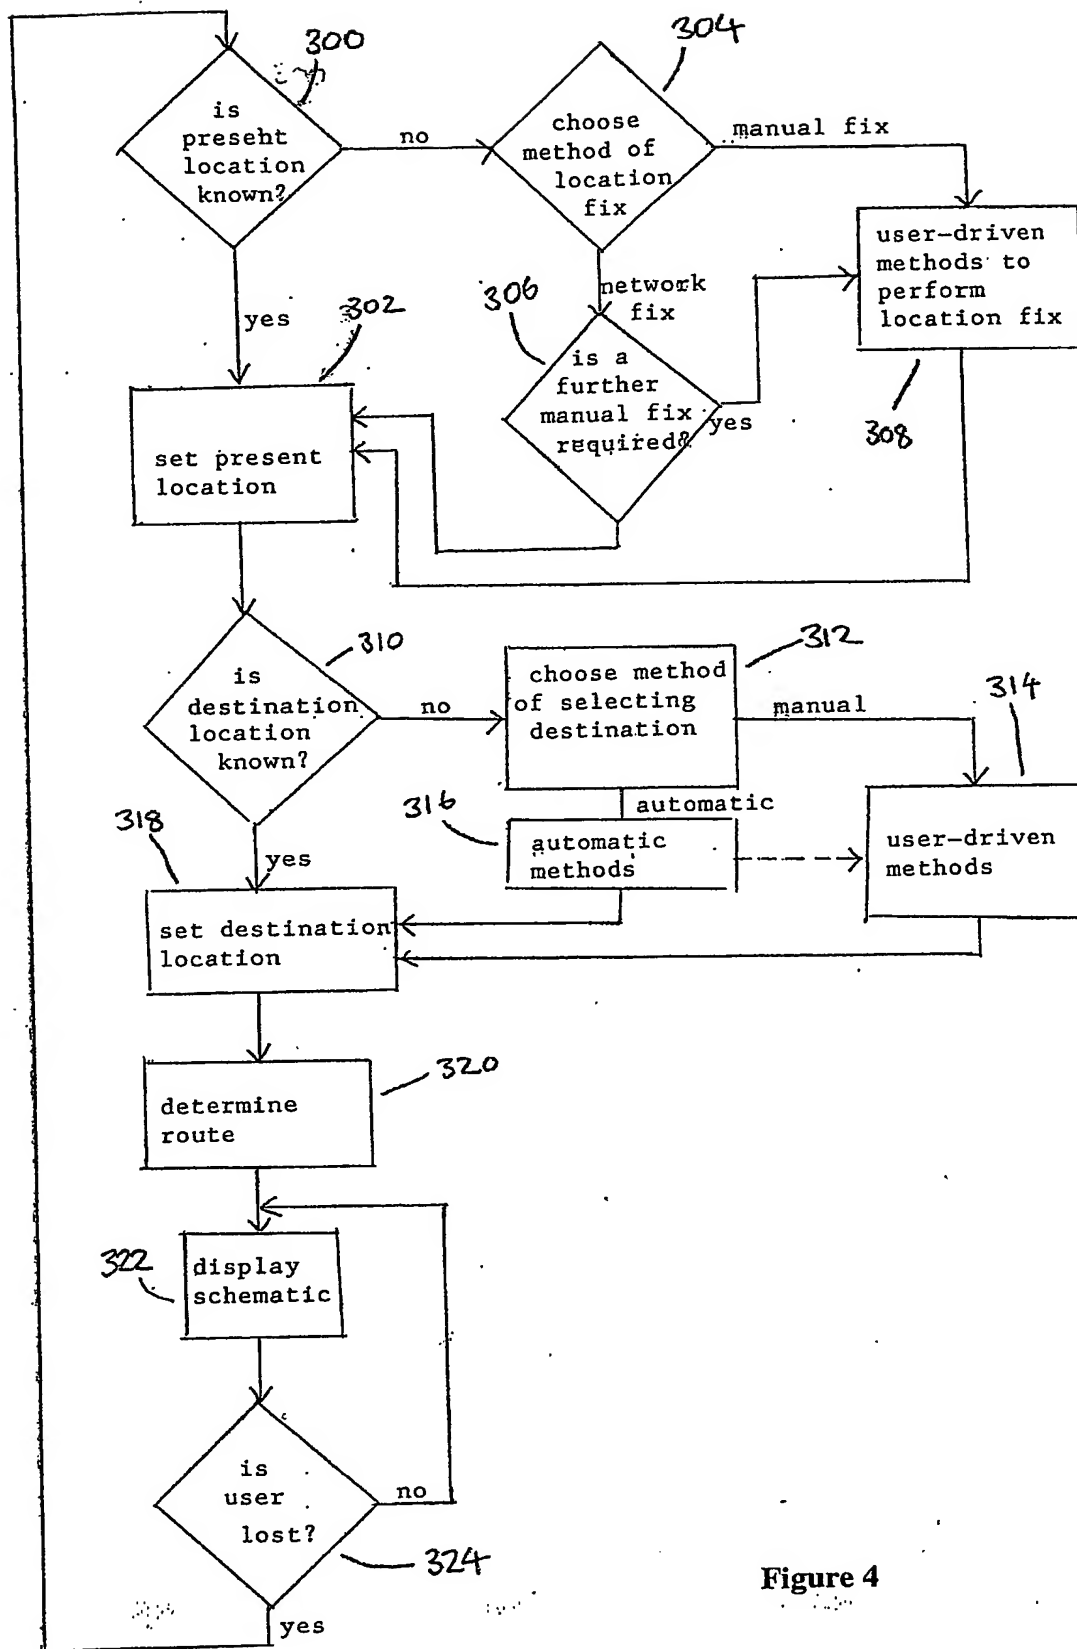 300
is
present
location
known?
no
304
choose
method of
location
fix
manual fix
user-driven
methods to
perform
location fix
308
yes
302
306
network
fix
is a
further
manual fix
required&
yes
set present
location
310
is
destination
location
known?
no
312
choose method
of selecting
destination
manual
314
automatic
316
automatic
methods
user-driven
methods
318
yes
set destination
location
320
determine
route
322
display
schematic
is
user
lost?
no
324
yes
Figure 4